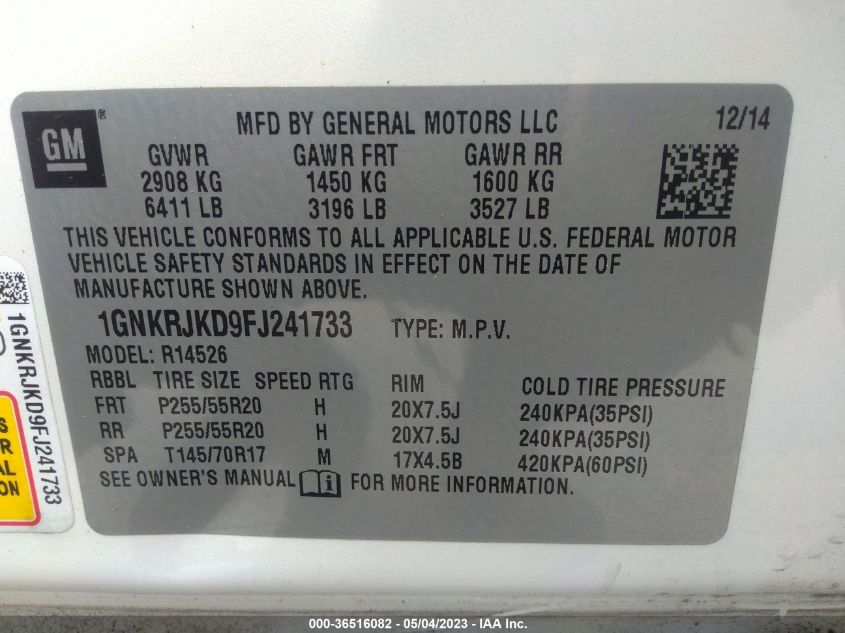 GM ® MFD BY GENERAL MOTORS LLC 12/14
GVWR GAWR FRT GAWR RR
2908 KG 1450 KG 1600 KG
6411 LB 3196 LB 3527 LB
THIS VEHICLE CONFORMS TO ALL APPLICABLE U.S. FEDERAL MOTOR
VEHICLE SAFETY STANDARDS IN EFFECT ON THE DATE OF
MANUFACTURE SHOWN ABOVE.
1GNKRJKD9FJ241733 TYPE: M.P.V.
MODEL: R14526
RBBL TIRE SIZE SPEED RTG RIM COLD TIRE PRESSURE
FRT P255/55R20 H 20X7.5J 240KPA(35PSI)
RR P255/55R20 H 20X7.5J 240KPA(35PSI)
SPA T145/70R17 M 17X4.5B 420KPA(60PSI)
SEE OWNER'S MANUAL i FOR MORE INFORMATION.
1GNKRJKD9FJ241733
000-36516082 - 05/04/2023 - IAA Inc.